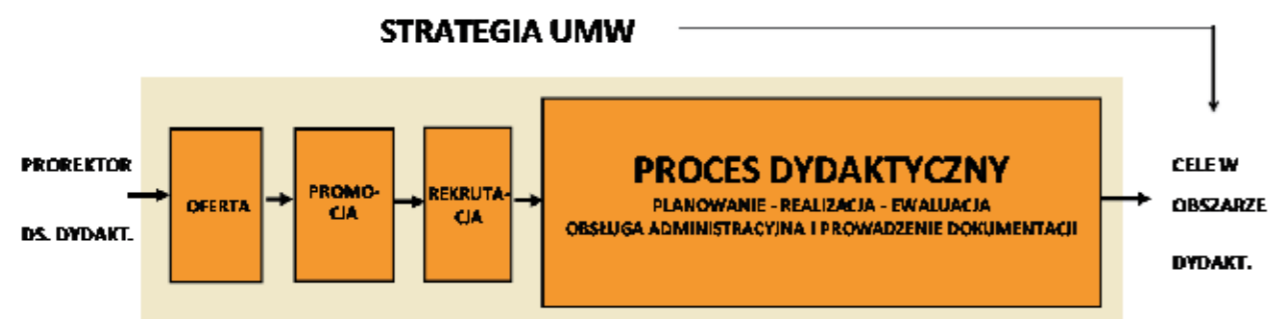 STRATEGIA UMW
PROREKTOR
DS. DYDAKT.
OFERTA
PROMO-
CJA
REKRUTA-
CJA
PROCES DYDAKTYCZNY
PLANOWANIE - REALIZACJA - EWALUACJA
OBSŁUGA ADMINISTRACYJNA I PROWADZENIE DOKUMENTACJI
CELE W
OBSZARZE
DYDAKT.